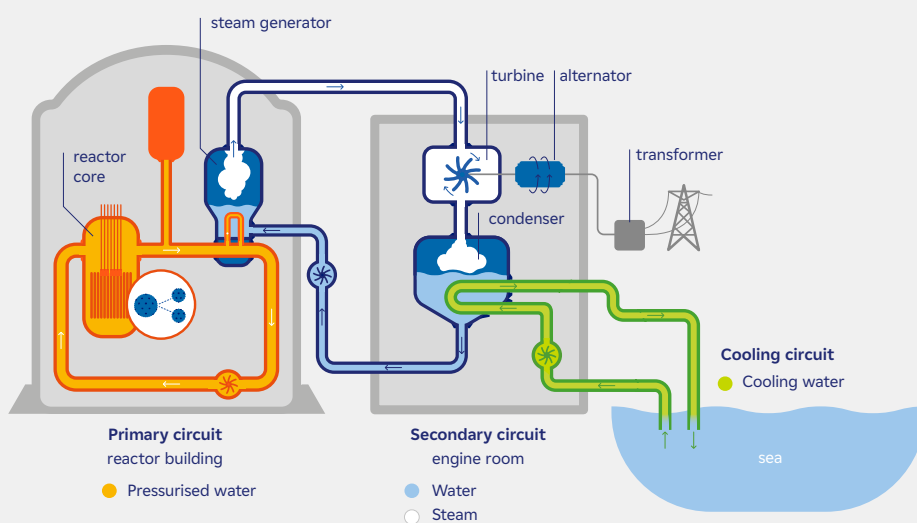 steam generator
turbine
alternator
reactor
core
transformer
condenser
Cooling circuit
Cooling water
sea
Primary circuit
reactor building
Pressurised water
Secondary circuit
engine room
Water
Steam